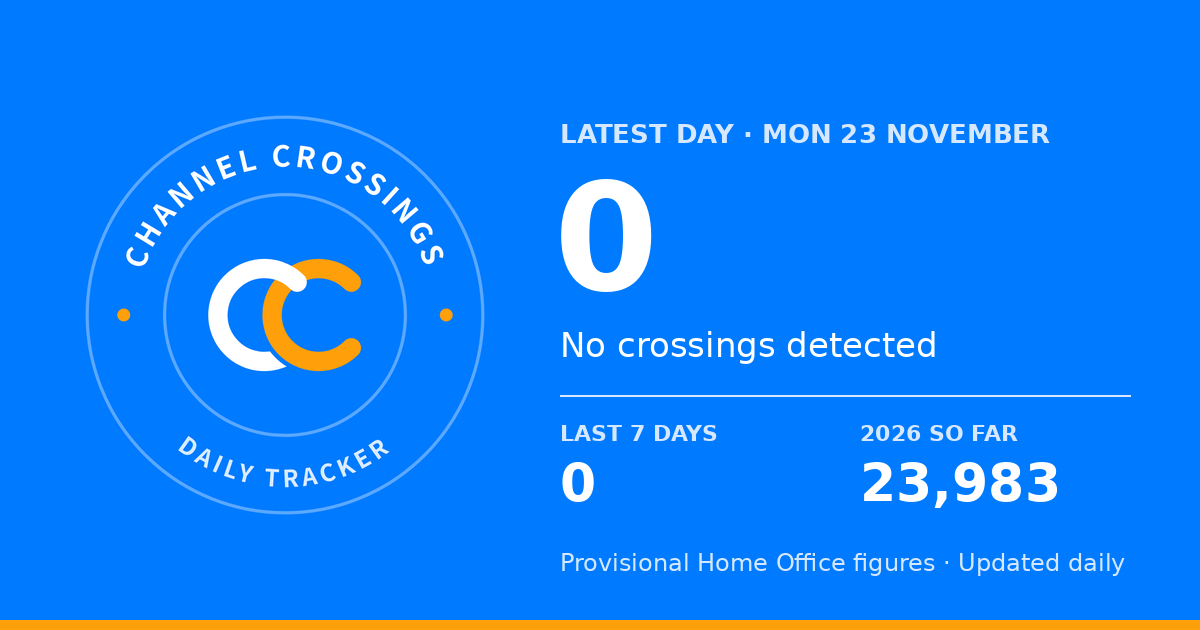 CHANNEL CROSSINGS
CC
DAILY TRACKER
LATEST DAY · MON 23 NOVEMBER
0
No crossings detected
LAST 7 DAYS
0
2026 SO FAR
23,983
Provisional Home Office figures · Updated daily